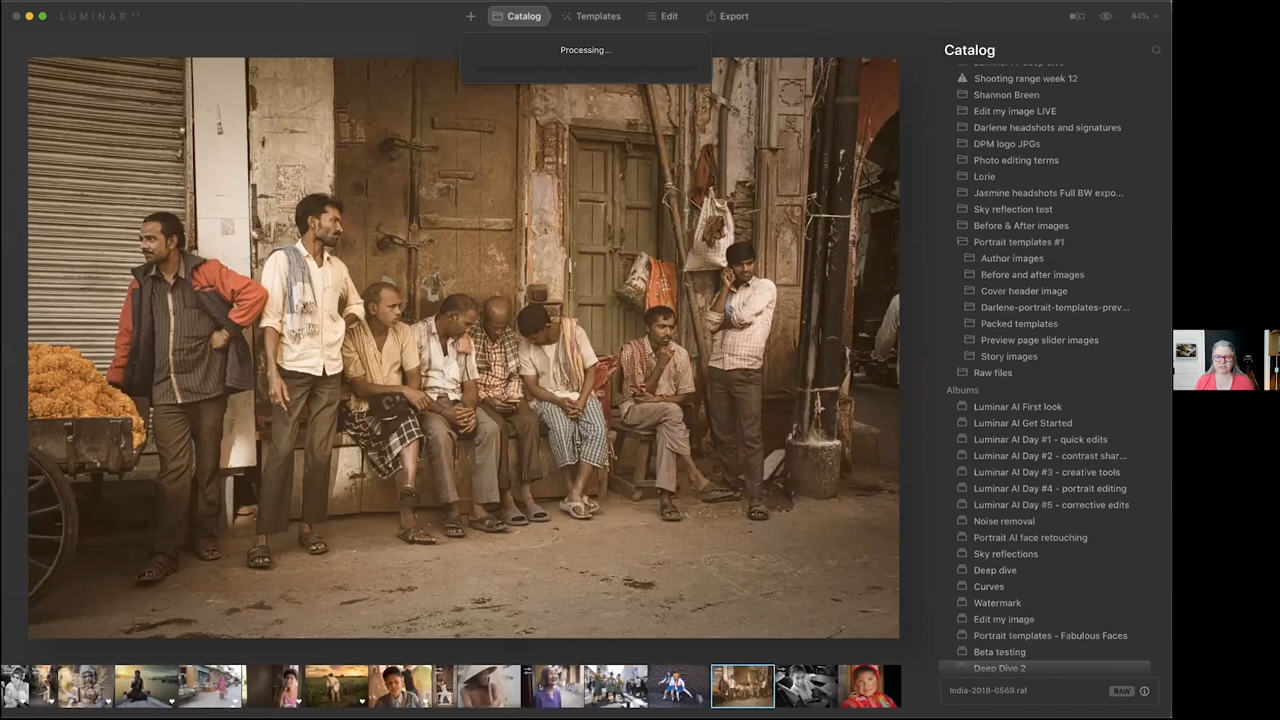 LUMINAR AI
Catalog
Templates
Edit
Export
44%
Processing...
Catalog
Shooting range week 12
Shannon Breen
Edit my image LIVE
Darlene headshots and signatures
DPM logo JPGs
Photo editing terms
Lorie
Jasmine headshots Full BW expo...
Sky reflection test
Before & After images
Portrait templates #1
Author images
Before and after images
Cover header image
Darlene-portrait-templates-prev...
Packed templates
Preview page slider images
Story images
Raw files
Albums
Luminar AI First look
Luminar AI Get Started
Luminar AI Day #1 - quick edits
Luminar AI Day #2 - contrast shar...
Luminar AI Day #3 - creative tools
Luminar AI Day #4 - portrait editing
Luminar AI Day #5 - corrective edits
Noise removal
Portrait AI face retouching
Sky reflections
Deep dive
Curves
Watermark
Edit my image
Portrait templates - Fabulous Faces
Beta testing
Deep Dive 2
India-2018-0569.raf
RAW